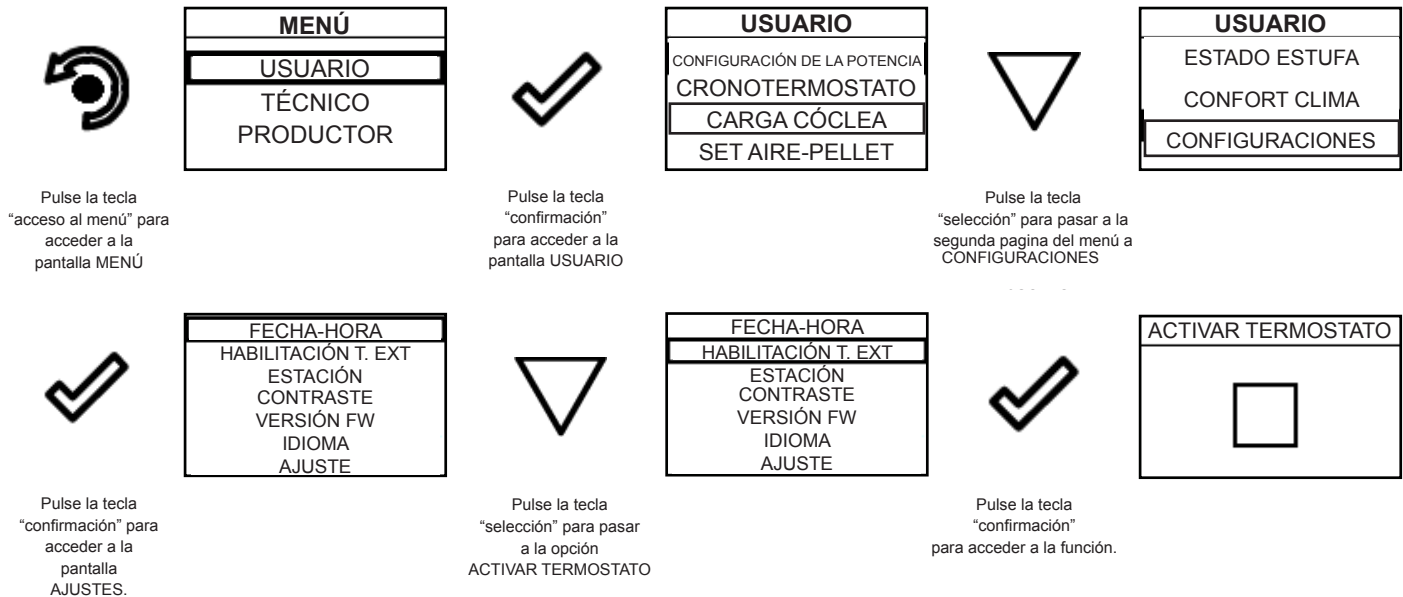 MENÚ
USUARIO
TÉCNICO
PRODUCTOR
USUARIO
CONFIGURACIÓN DE LA POTENCIA
CRONOTERMOSTATO
CARGA CÓCLEA
SET AIRE-PELLET
USUARIO
ESTADO ESTUFA
CONFORT CLIMA
CONFIGURACIONES
Pulse la tecla
“acceso al menú” para
acceder a la
pantalla MENÚ
Pulse la tecla
“confirmación”
para acceder a la
pantalla USUARIO
Pulse la tecla
“selección” para pasar a la
segunda pagina del menú a
CONFIGURACIONES
FECHA-HORA
HABILITACIÓN T. EXT
ESTACIÓN
CONTRASTE
VERSIÓN FW
IDIOMA
AJUSTE
FECHA-HORA
HABILITACIÓN T. EXT
ESTACIÓN
CONTRASTE
VERSIÓN FW
IDIOMA
AJUSTE
ACTIVAR TERMOSTATO
Pulse la tecla
“confirmación” para
acceder a la
pantalla
AJUSTES.
Pulse la tecla
“selección” para pasar
a la opción
ACTIVAR TERMOSTATO
Pulse la tecla
“confirmación”
para acceder a la función.